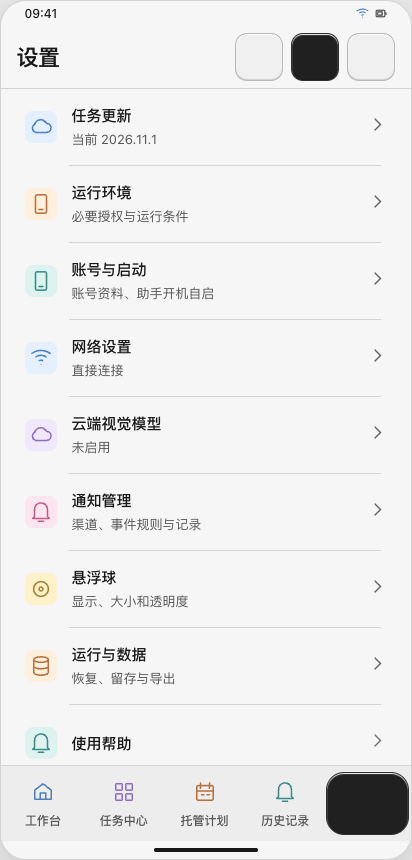 09:41
设置
任务更新
当前 2026.11.1
运行环境
必要授权与运行条件
账号与启动
账号资料、助手开机自启
网络设置
直接连接
云端视觉模型
未启用
通知管理
渠道、事件规则与记录
悬浮球
显示、大小和透明度
运行与数据
恢复、留存与导出
使用帮助
工作台
任务中心
托管计划
历史记录